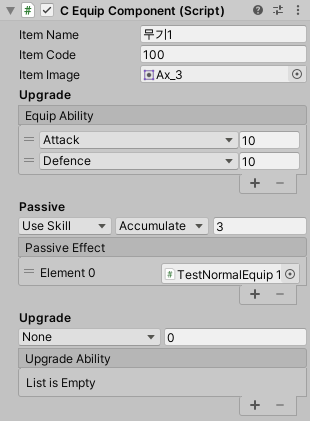 C Equip Component (Script)
Item Name 무기1
Item Code 100
Item Image Ax_3
Upgrade
Equip Ability
Attack 10
Defence 10
Passive
Use Skill Accumulate 3
Passive Effect
Element 0 TestNormalEquip 1
Upgrade
None 0
Upgrade Ability
List is Empty